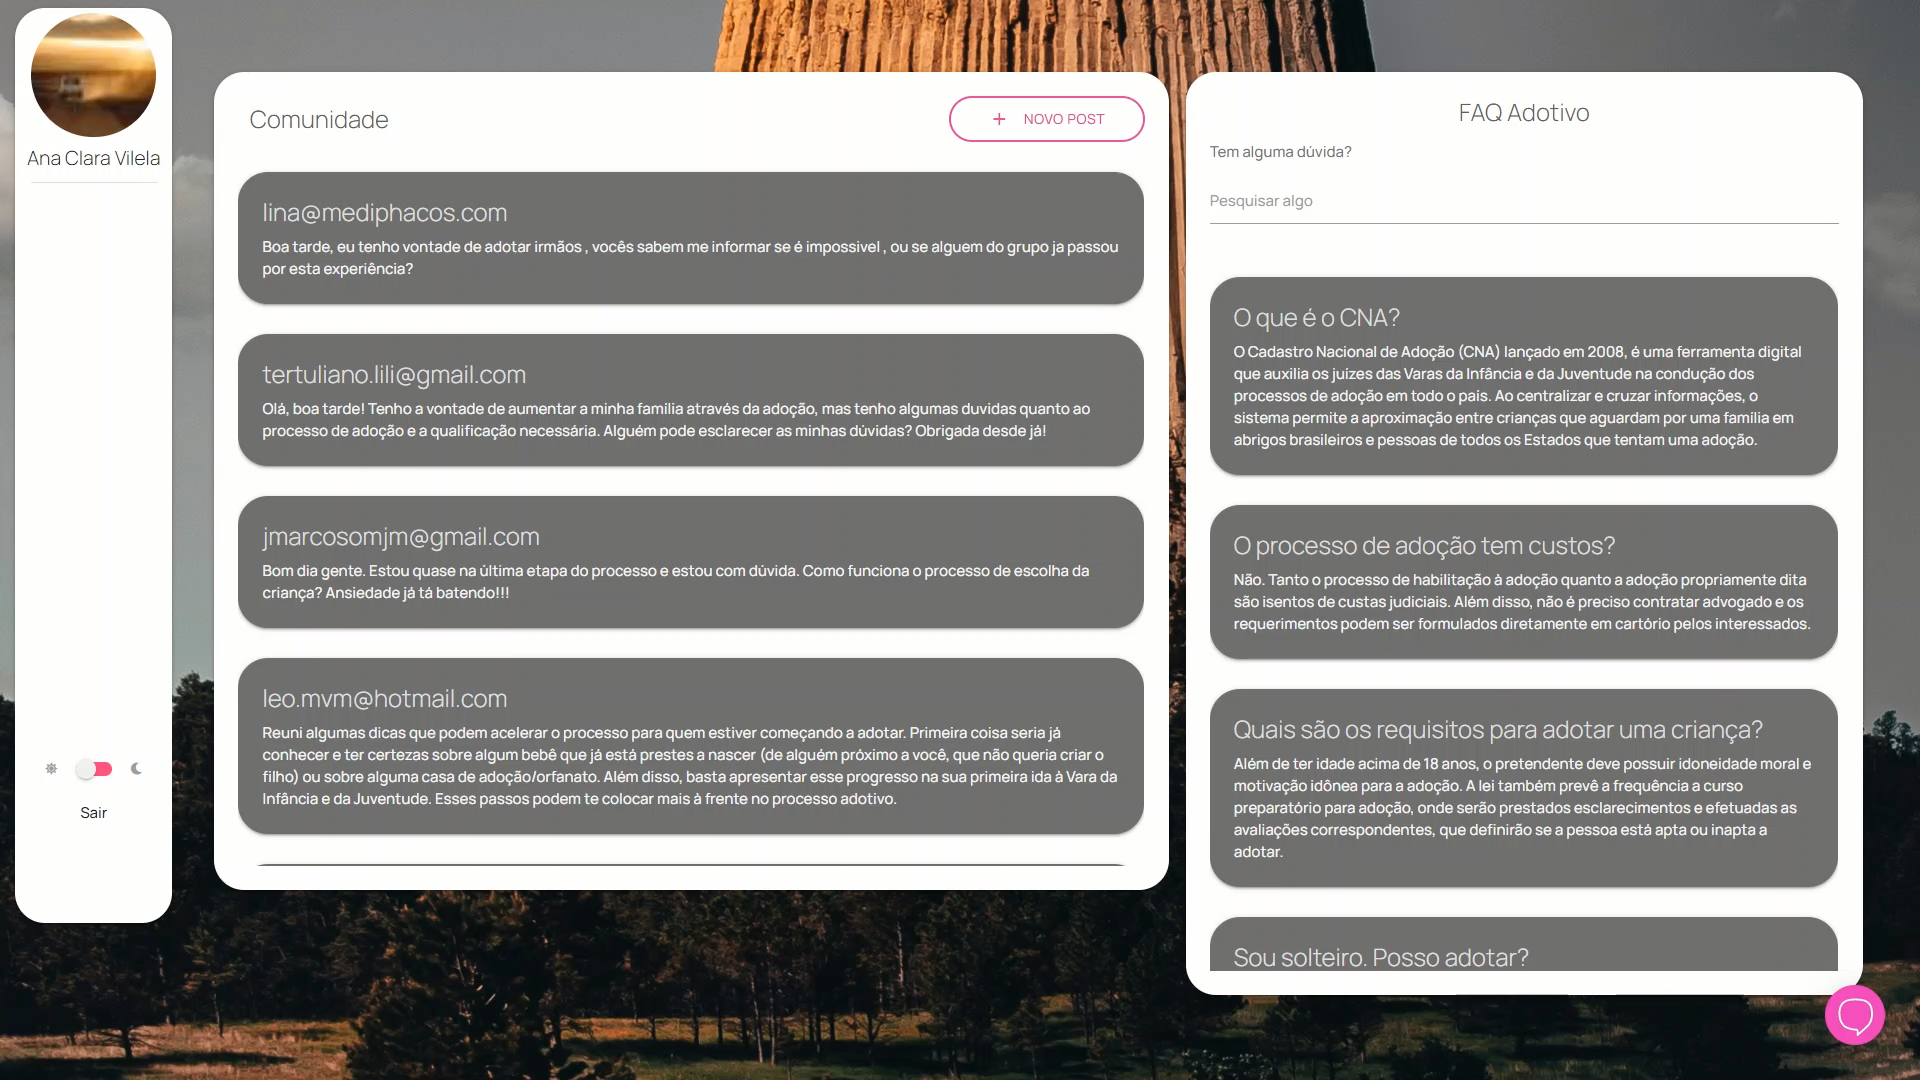 Ana Clara Vilela
Sair
Comunidade
NOVO POST
lina@mediphacos.com
Boa tarde, eu tenho vontade de adotar irmãos , vocês sabem me informar se é impossivel , ou se alguem do grupo ja passou
por esta experiência?
tertuliano.lili@gmail.com
Olá, boa tarde! Tenho a vontade de aumentar a minha família através da adoção, mas tenho algumas duvidas quanto ao
processo de adoção e a qualificação necessária. Alguém pode esclarecer as minhas dúvidas? Obrigada desde já!
jmarcosomjm@gmail.com
Bom dia gente. Estou quase na última etapa do processo e estou com dúvida. Como funciona o processo de escolha da
criança? Ansiedade já tá batendo!!!
leo.mvm@hotmail.com
Reuni algumas dicas que podem acelerar o processo para quem estiver começando a adotar. Primeira coisa seria já
conhecer e ter certezas sobre algum bebê que já está prestes a nascer (de alguém próximo a você, que não queria criar o
filho) ou sobre alguma casa de adoção/orfanato. Além disso, basta apresentar esse progresso na sua primeira ida à Vara da
Infância e da Juventude. Esses passos podem te colocar mais à frente no processo adotivo.
FAQ Adotivo
Tem alguma dúvida?
Pesquisar algo
O que é o CNA?
O Cadastro Nacional de Adoção (CNA) lançado em 2008, é uma ferramenta digital
que auxilia os juízes das Varas da Infância e da Juventude na condução dos
processos de adoção em todo o país. Ao centralizar e cruzar informações, o
sistema permite a aproximação entre crianças que aguardam por uma família em
abrigos brasileiros e pessoas de todos os Estados que tentam uma adoção.
O processo de adoção tem custos?
Não. Tanto o processo de habilitação à adoção quanto a adoção propriamente dita
são isentos de custas judiciais. Além disso, não é preciso contratar advogado e os
requerimentos podem ser formulados diretamente em cartório pelos interessados.
Quais são os requisitos para adotar uma criança?
Além de ter idade acima de 18 anos, o pretendente deve possuir idoneidade moral e
motivação idônea para a adoção. A lei também prevê a frequência a curso
preparatório para adoção, onde serão prestados esclarecimentos e efetuadas as
avaliações correspondentes, que definirão se a pessoa está apta ou inapta a
adotar.
Sou solteiro. Posso adotar?